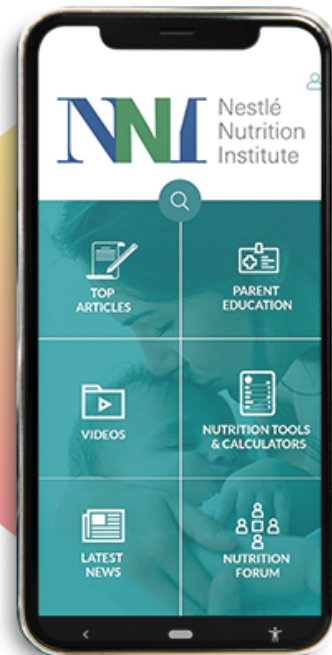 NNI
Nestlé
Nutrition
Institute
TOP
ARTICLES
PARENT
EDUCATION
VIDEOS
NUTRITION TOOLS
& CALCULATORS
LATEST
NEWS
NUTRITION
FORUM